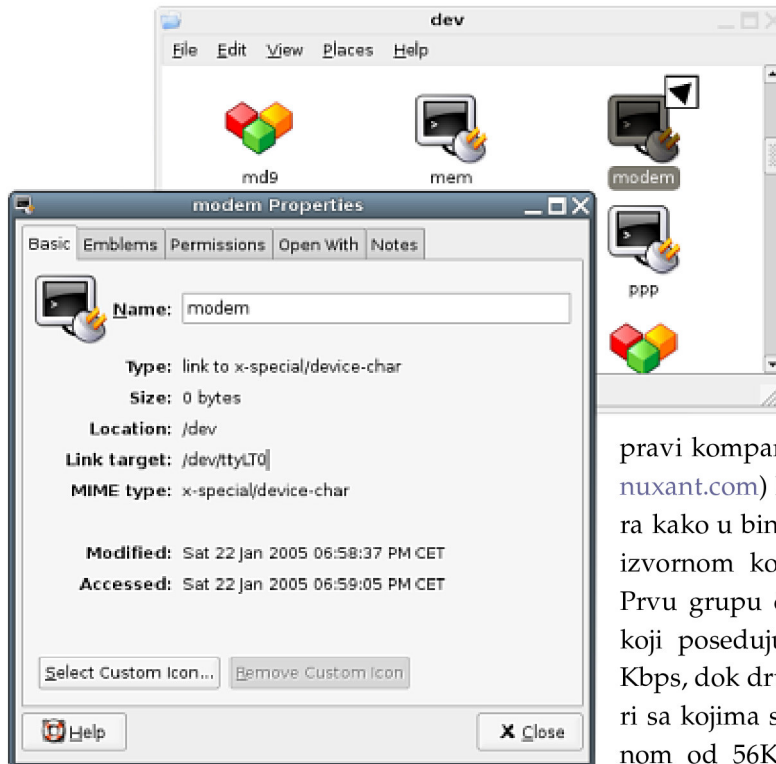 dev
File Edit View Places Help
md9 mem modem
ppp
modem Properties
Basic Emblems Permissions Open With Notes
Name: modem
Type: link to x-special/device-char
Size: 0 bytes
Location: /dev
Link target: /dev/ttyLT0
MIME type: x-special/device-char
Modified: Sat 22 Jan 2005 06:58:37 PM CET
Accessed: Sat 22 Jan 2005 06:59:05 PM CET
Select Custom Icon... Remove Custom Icon
Help Close
pravi kompa
nuxant.com)
ra kako u bin
izvornom ko
Prvu grupu
koji poseduj
Kbps, dok dr
ri sa kojima s
nom od 56K